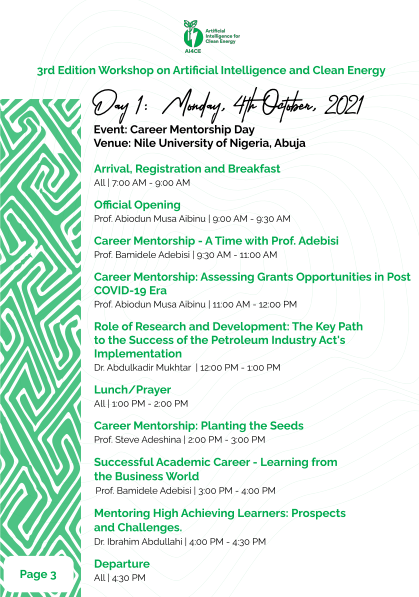 Artificial
Intelligence for
Clean Energy
AI4CE
3rd Edition Workshop on Artificial Intelligence and Clean Energy
Day 1: Monday, 4th October, 2021
Event: Career Mentorship Day
Venue: Nile University of Nigeria, Abuja
Arrival, Registration and Breakfast
All | 7:00 AM - 9:00 AM
Official Opening
Prof. Abiodun Musa Aibinu | 9:00 AM - 9:30 AM
Career Mentorship - A Time with Prof. Adebisi
Prof. Bamidele Adebisi | 9:30 AM - 11:00 AM
Career Mentorship: Assessing Grants Opportunities in Post
COVID-19 Era
Prof. Abiodun Musa Aibinu | 11:00 AM - 12:00 PM
Role of Research and Development: The Key Path
to the Success of the Petroleum Industry Act's
Implementation
Dr. Abdulkadir Mukhtar | 12:00 PM - 1:00 PM
Lunch/Prayer
All | 1:00 PM - 2:00 PM
Career Mentorship: Planting the Seeds
Prof. Steve Adeshina | 2:00 PM - 3:00 PM
Successful Academic Career - Learning from
the Business World
Prof. Bamidele Adebisi | 3:00 PM - 4:00 PM
Mentoring High Achieving Learners: Prospects
and Challenges.
Dr. Ibrahim Abdullahi | 4:00 PM - 4:30 PM
Departure
All | 4:30 PM
Page 3